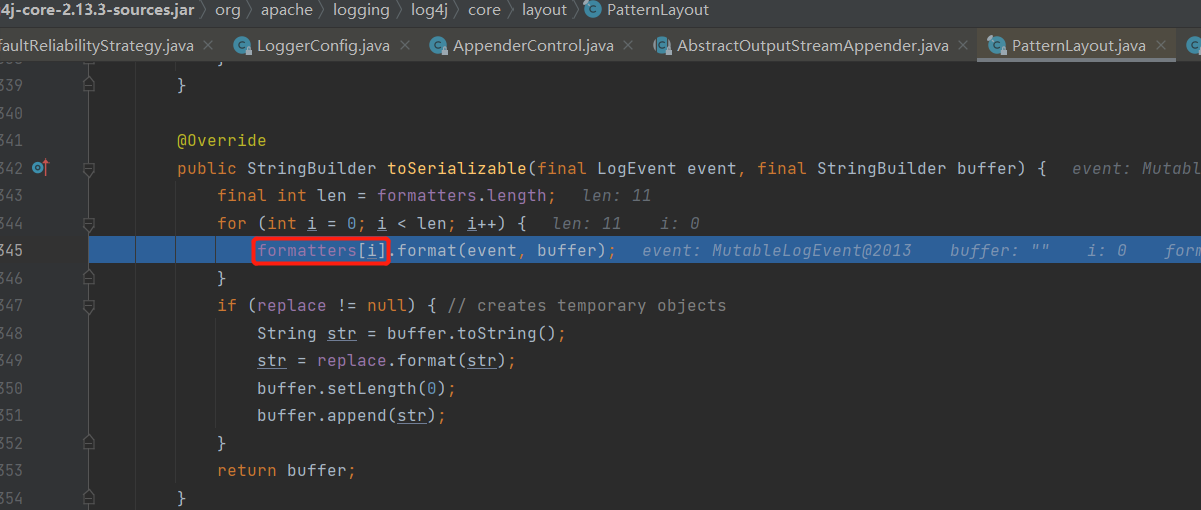 4j-core-2.13.3-sources.jar org apache logging log4j core layout PatternLayout
faultReliabilityStrategy.java LoggerConfig.java AppenderControl.java AbstractOutputStreamAppender.java PatternLayout.java
339 }
340
341 @Override
342 public StringBuilder toSerializable(final LogEvent event, final StringBuilder buffer) { event: Mutabl
343 final int len = formatters.length; len: 11
344 for (int i = 0; i < len; i++) { len: 11 i: 0
345 formatters[i].format(event, buffer); event: MutableLogEvent@2013 buffer: "" i: 0 form
346 }
347 if (replace != null) { // creates temporary objects
348 String str = buffer.toString();
349 str = replace.format(str);
350 buffer.setLength(0);
351 buffer.append(str);
352 }
353 return buffer;
354 }